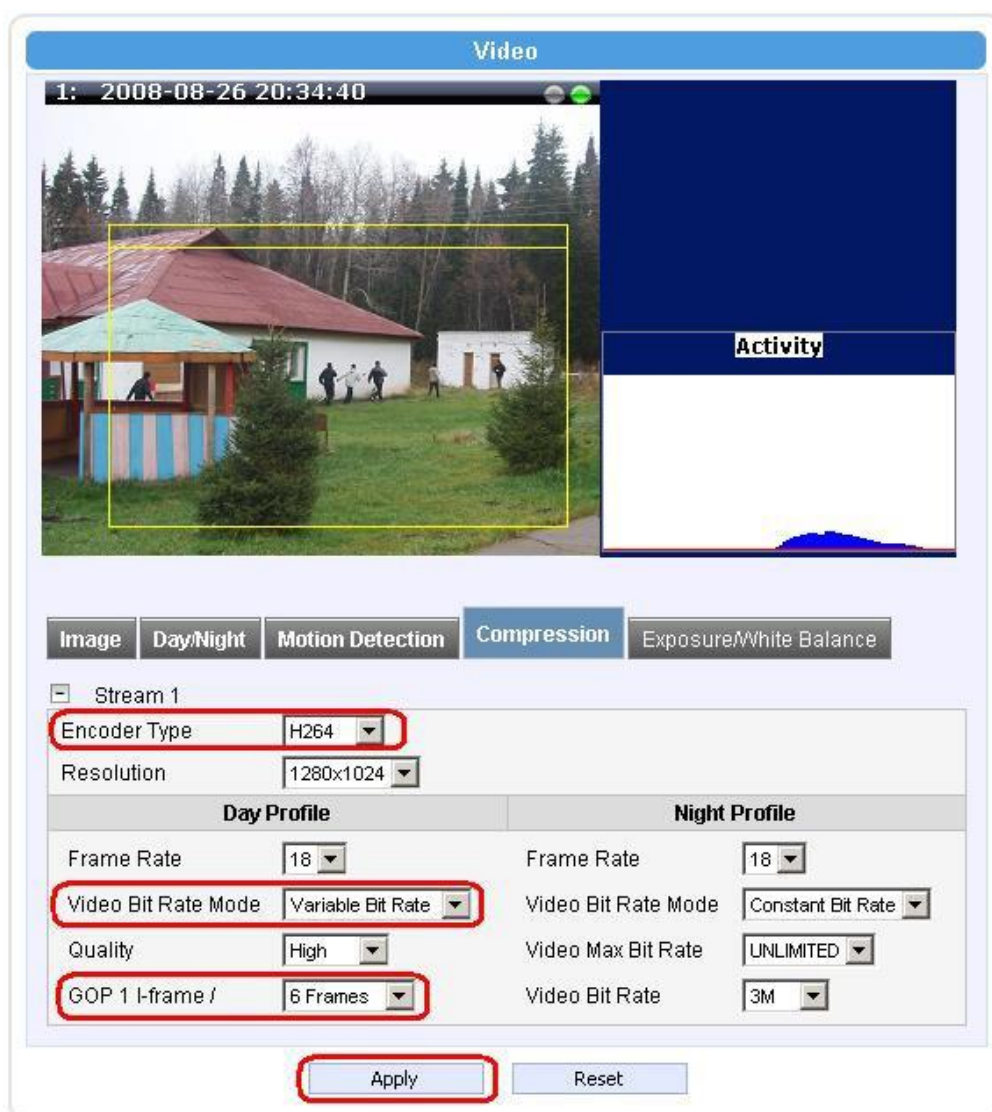 Video
1: 2008-08-26 20:34:40
Activity
Image Day/Night Motion Detection Compression Exposure/White Balance
Stream 1
Encoder Type H264
Resolution 1280x1024
Day Profile Night Profile
Frame Rate 18 Frame Rate 18
Video Bit Rate Mode Variable Bit Rate Video Bit Rate Mode Constant Bit Rate
Quality High Video Max Bit Rate UNLIMITED
GOP 1 I-frame / 6 Frames Video Bit Rate 3M
Apply Reset